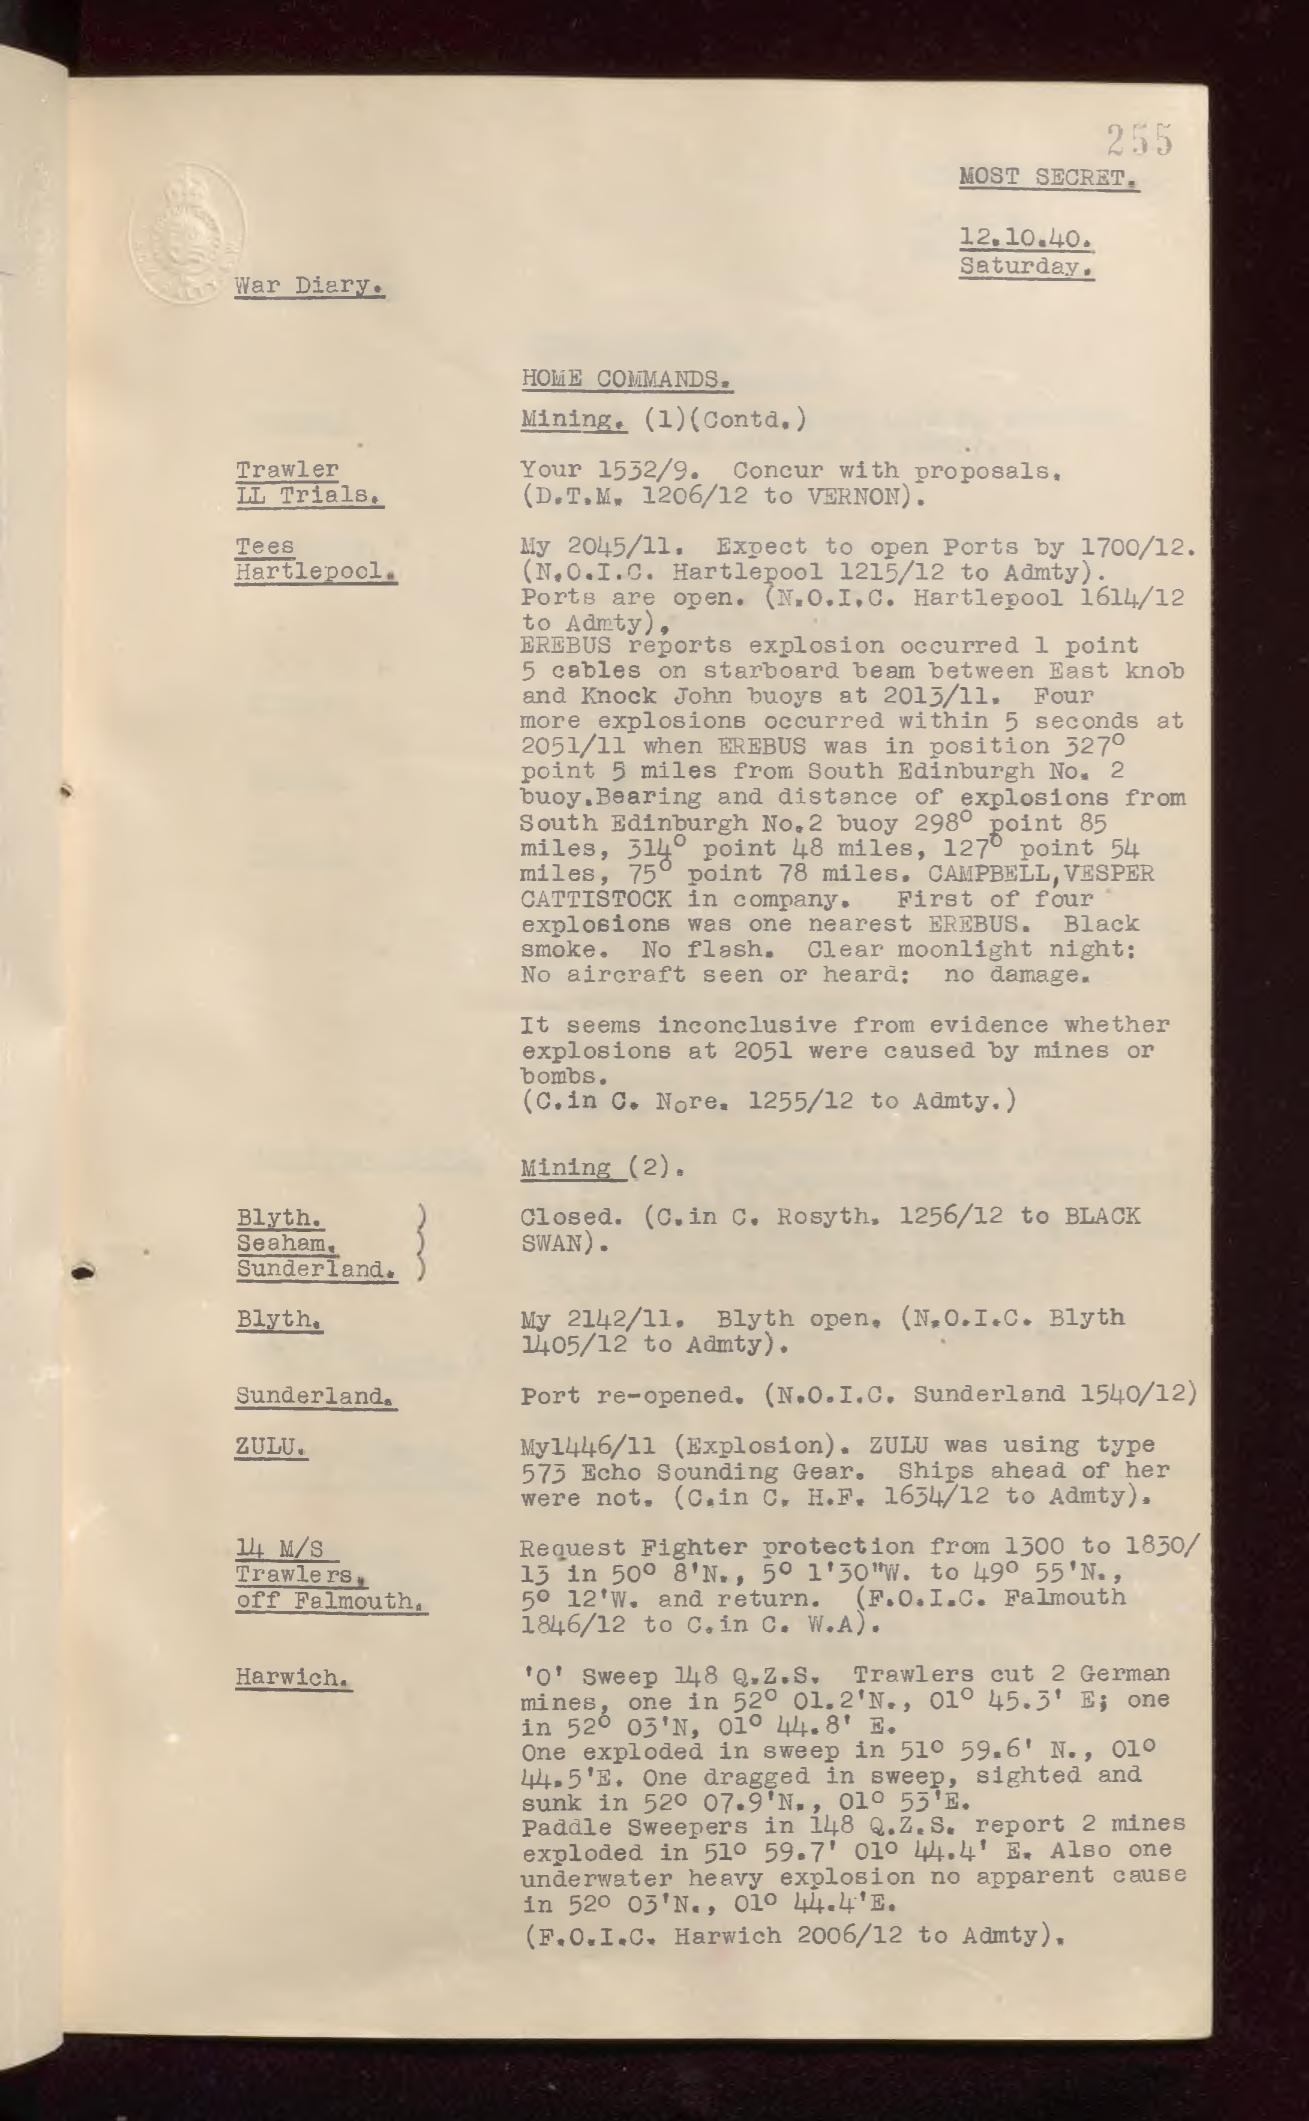 255
MOST SECRET.
12.10.40.
Saturday.
War Diary.
HOME COMMANDS.
Mining. (1)(Contd.)
Trawler
LL Trials.
Your 1532/9. Concur with proposals.
(D.T.M. 1206/12 to VERNON).
Tees
Hartlepool.
My 2045/11. Expect to open Ports by 1700/12.
(N.O.I.C. Hartlepool 1215/12 to Admty).
Ports are open. (N.O.I.C. Hartlepool 1614/12
to Admty),
EREBUS reports explosion occurred 1 point
5 cables on starboard beam between East knob
and Knock John buoys at 2013/11. Four
more explosions occurred within 5 seconds at
2051/11 when EREBUS was in position 327°
point 5 miles from South Edinburgh No. 2
buoy.Bearing and distance of explosions from
South Edinburgh No.2 buoy 298° point 85
miles, 314° point 48 miles, 127° point 54
miles, 75° point 78 miles. CAMPBELL,VESPER
CATTISTOCK in company. First of four
explosions was one nearest EREBUS. Black
smoke. No flash. Clear moonlight night:
No aircraft seen or heard: no damage.
It seems inconclusive from evidence whether
explosions at 2051 were caused by mines or
bombs.
(C.in C. Nore. 1255/12 to Admty.)
Mining (2).
Blyth. )
Seaham. )
Sunderland. )
Closed. (C.in C. Rosyth. 1256/12 to BLACK
SWAN).
Blyth.
My 2142/11. Blyth open. (N.O.I.C. Blyth
1405/12 to Admty).
Sunderland.
Port re-opened. (N.O.I.C. Sunderland 1540/12)
ZULU.
My1446/11 (Explosion). ZULU was using type
573 Echo Sounding Gear. Ships ahead of her
were not. (C.in C. H.F. 1634/12 to Admty).
14 M/S
Trawlers,
off Falmouth.
Request Fighter protection from 1300 to 1830/
13 in 50° 8'N., 5° 1'30"W. to 49° 55'N.,
5° 12'W. and return. (F.O.I.C. Falmouth
1846/12 to C.in C. W.A).
Harwich.
'O' Sweep 148 Q.Z.S. Trawlers cut 2 German
mines, one in 52° 01.2'N., 01° 45.3' E; one
in 52° 03'N, 01° 44.8' E.
One exploded in sweep in 51° 59.6' N., 01°
44.5'E. One dragged in sweep, sighted and
sunk in 52° 07.9'N., 01° 53'E.
Paddle Sweepers in 148 Q.Z.S. report 2 mines
exploded in 51° 59.7' 01° 44.4' E. Also one
underwater heavy explosion no apparent cause
in 52° 03'N., 01° 44.4'E.
(F.O.I.C. Harwich 2006/12 to Admty).